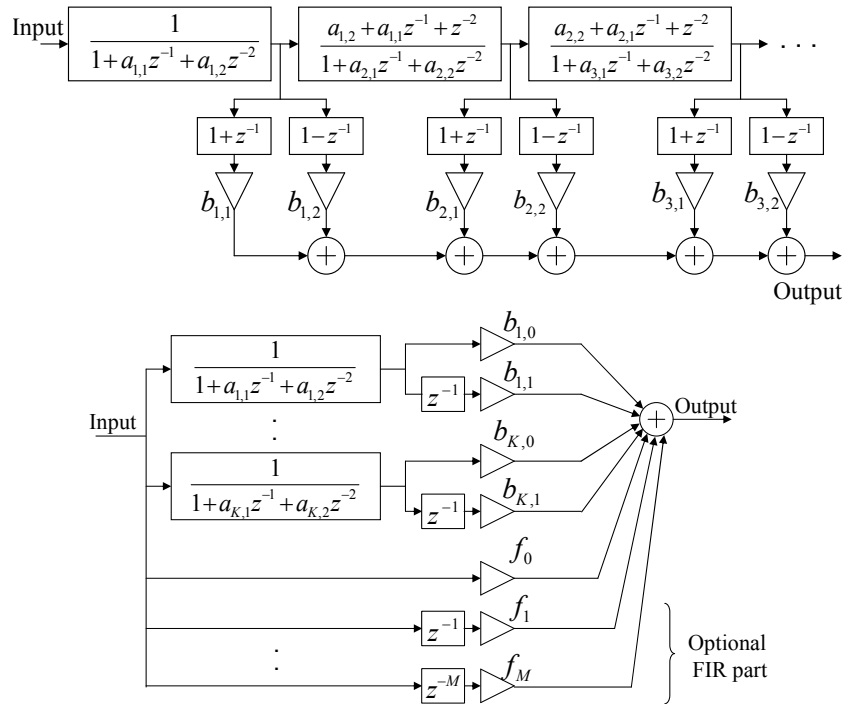 Input
1 / (1 + a_{1,1}z^{-1} + a_{1,2}z^{-2})
(a_{1,2} + a_{1,1}z^{-1} + z^{-2}) / (1 + a_{2,1}z^{-1} + a_{2,2}z^{-2})
(a_{2,2} + a_{2,1}z^{-1} + z^{-2}) / (1 + a_{3,1}z^{-1} + a_{3,2}z^{-2})
. . .
1+z^{-1} 1−z^{-1} 1+z^{-1} 1−z^{-1} 1+z^{-1} 1−z^{-1}
b_{1,1} b_{1,2} b_{2,1} b_{2,2} b_{3,1} b_{3,2}
+ + + + +
Output
b_{1,0}
1 / (1 + a_{1,1}z^{-1} + a_{1,2}z^{-2})
z^{-1} b_{1,1}
Input
+ Output
:
b_{K,0}
1 / (1 + a_{K,1}z^{-1} + a_{K,2}z^{-2})
z^{-1} b_{K,1}
f_0
z^{-1} f_1
:
Optional
FIR part
z^{-M} f_M